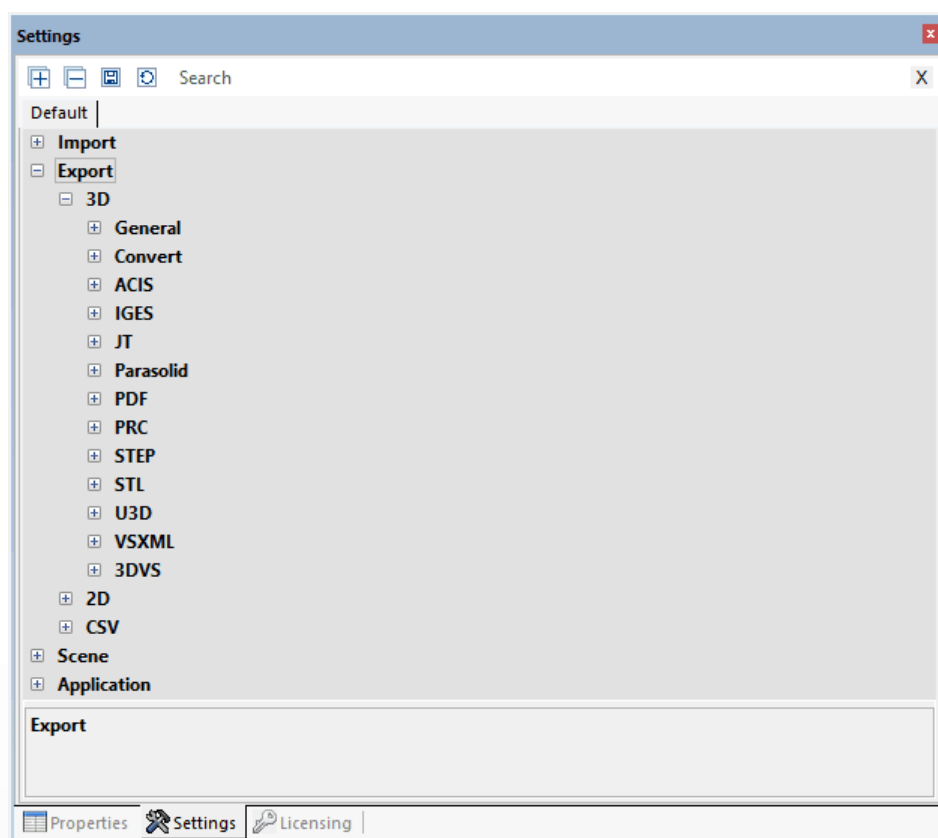 Settings
Search X
Default
Import
Export
3D
General
Convert
ACIS
IGES
JT
Parasolid
PDF
PRC
STEP
STL
U3D
VSXML
3DVS
2D
CSV
Scene
Application
Export
Properties Settings Licensing